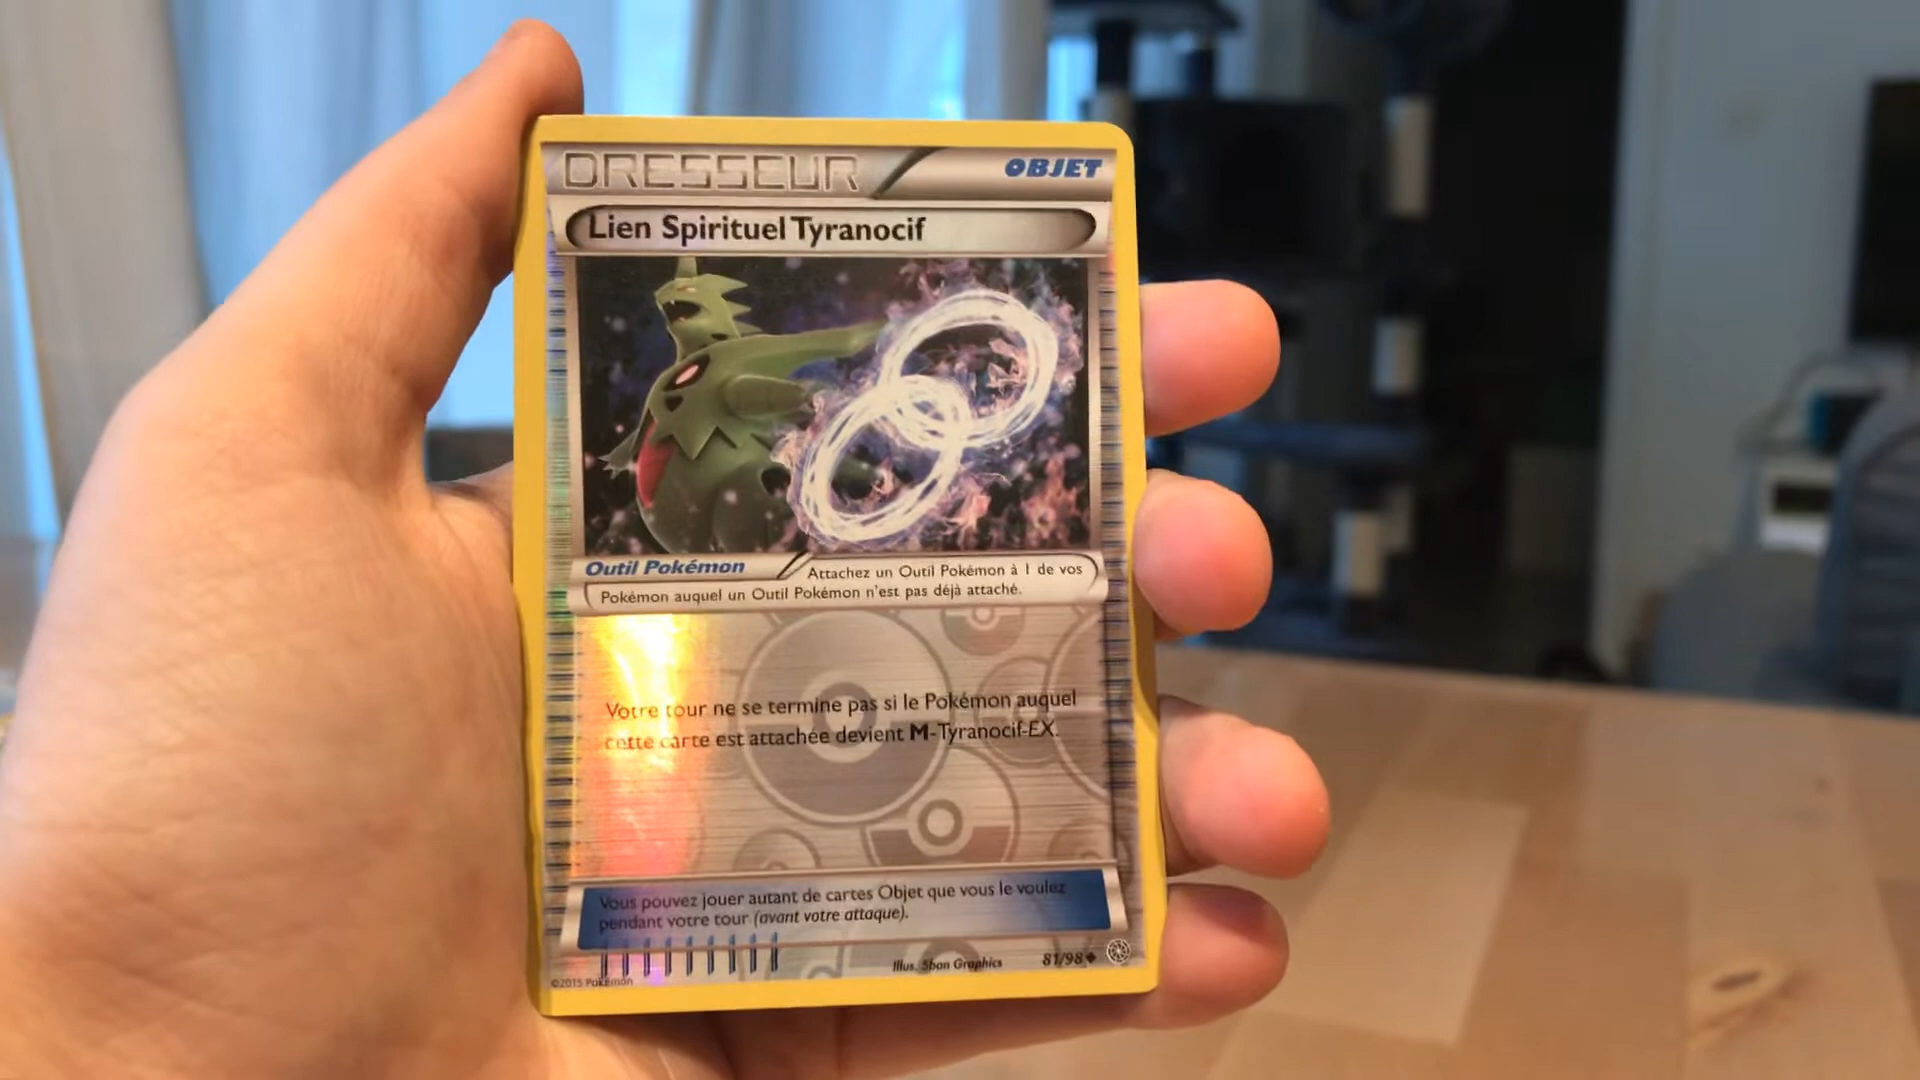 DRESSEUR OBJET
Lien Spirituel Tyranocif
Outil Pokémon Attachez un Outil Pokémon à 1 de vos
Pokémon auquel un Outil Pokémon n'est pas déjà attaché.
Votre tour ne se termine pas si le Pokémon auquel
cette carte est attachée devient M-Tyranocif-EX.
Vous pouvez jouer autant de cartes Objet que vous le voulez
pendant votre tour (avant votre attaque).
Illus. 5ban Graphics 81/98
©2015 Pokémon